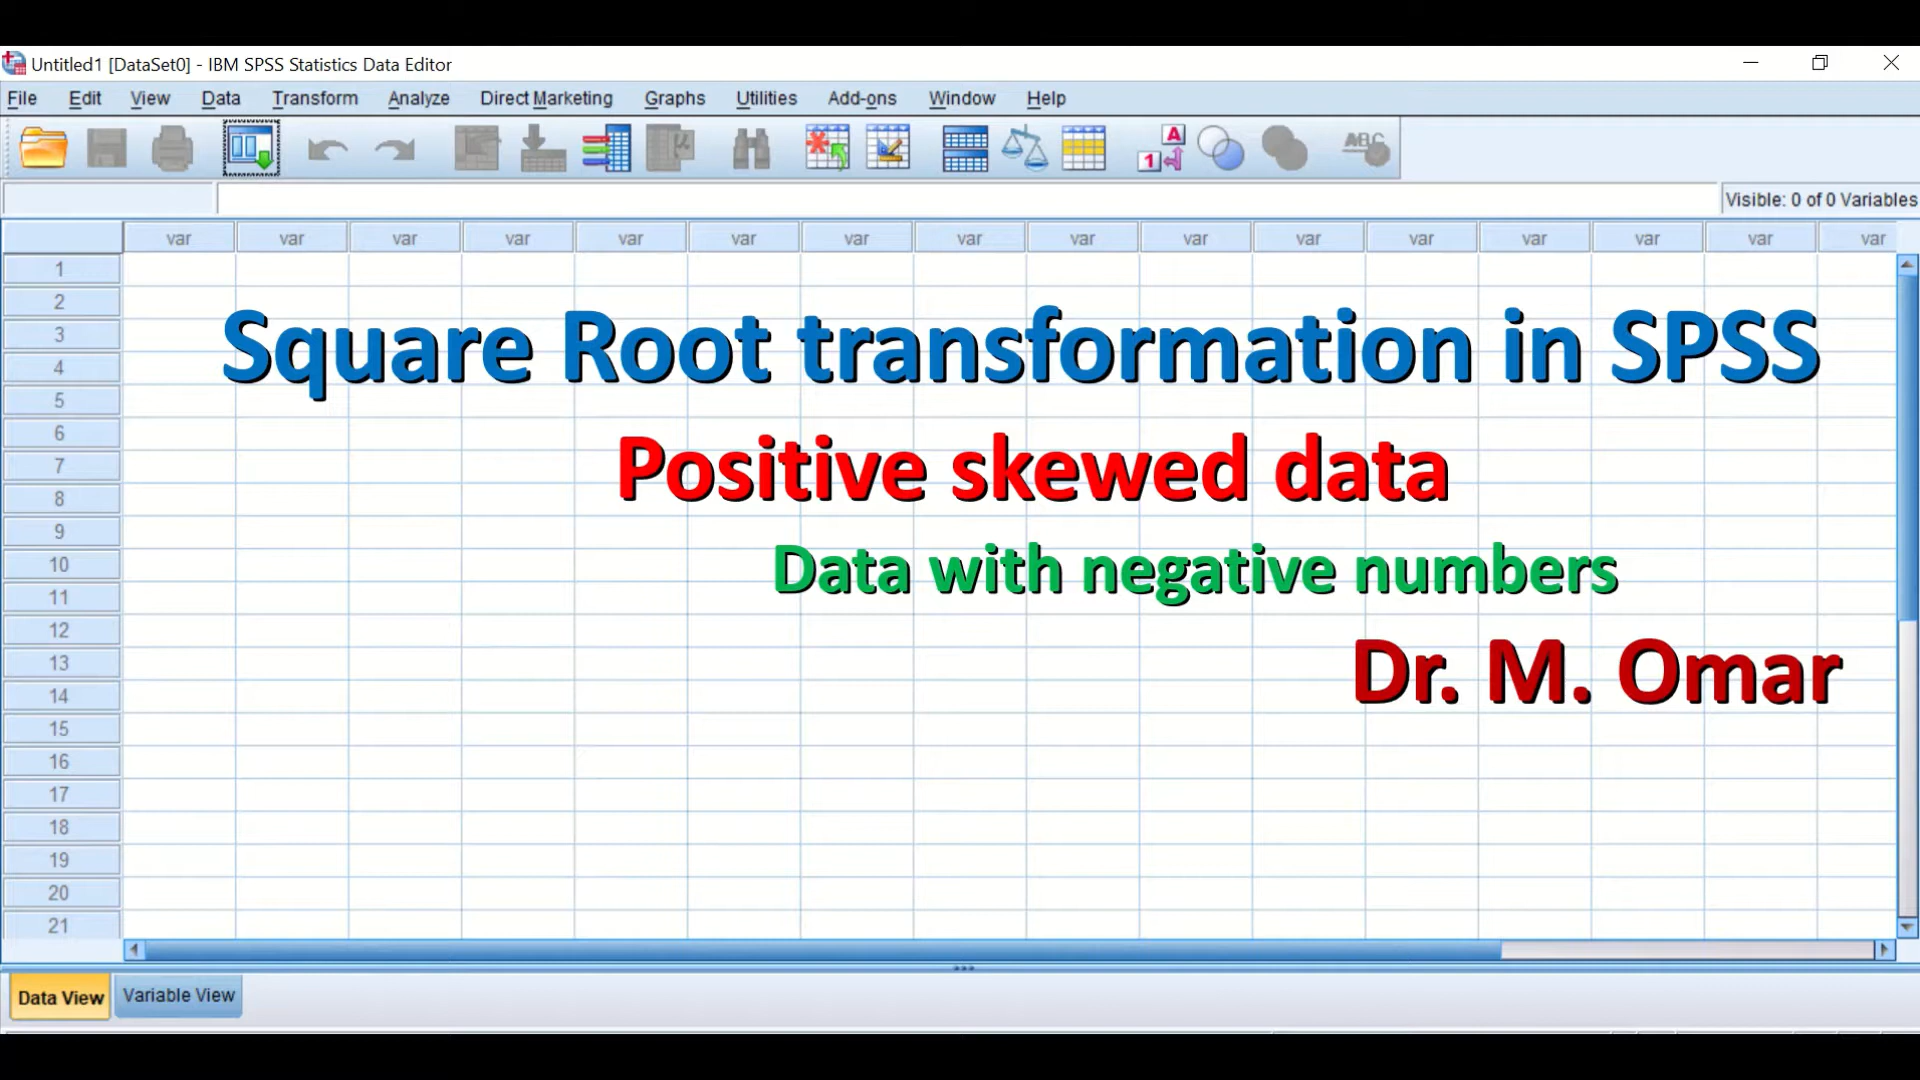 Untitled1 [DataSet0] - IBM SPSS Statistics Data Editor
File Edit View Data Transform Analyze Direct Marketing Graphs Utilities Add-ons Window Help
A
1
ABC
Visible: 0 of 0 Variables
var var var var var var var var var var var var var var var var
1
2
3
4
5
6
7
8
9
10
11
12
13
14
15
16
17
18
19
20
21
Square Root transformation in SPSS
Positive skewed data
Data with negative numbers
Dr. M. Omar
Data View Variable View